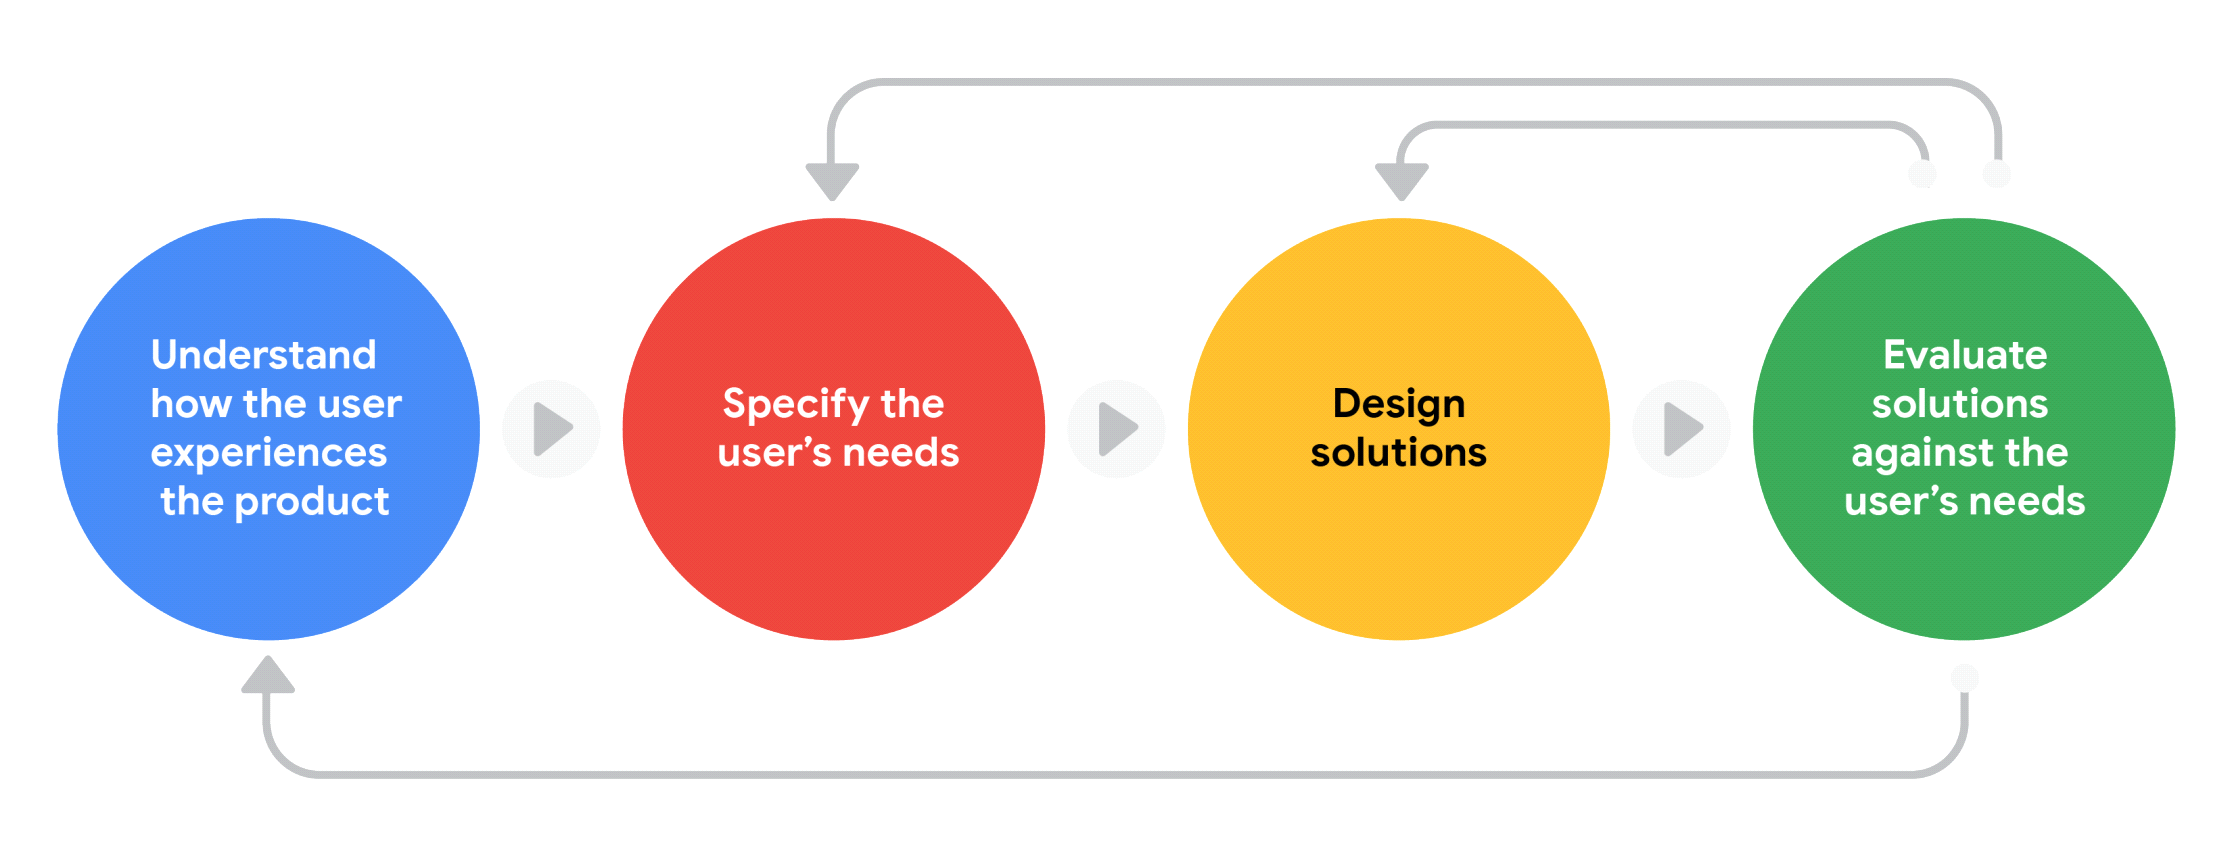 Understand
how the user
experiences
the product
Specify the
user’s needs
Design
solutions
Evaluate
solutions
against the
user’s needs